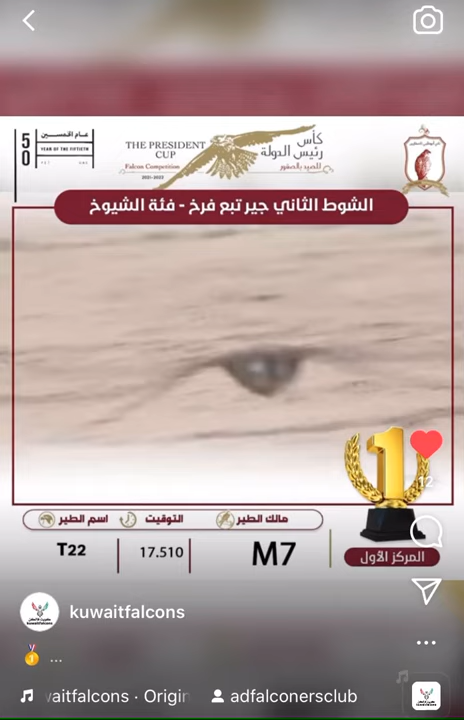 50
عام الخمسين
YEAR OF THE FIFTIETH
THE PRESIDENT
CUP
Falcon Competition
2021-2022
كأس
رئيس الدولة
للصيد بالصقور
الشوط الثاني جير تبع فرخ - فئة الشيوخ
1
12
مالك الطير
التوقيت
اسم الطير
M7
17.510
T22
المركز الأول
kuwaitfalcons
...
waitfalcons · Origin
adfalconersclub